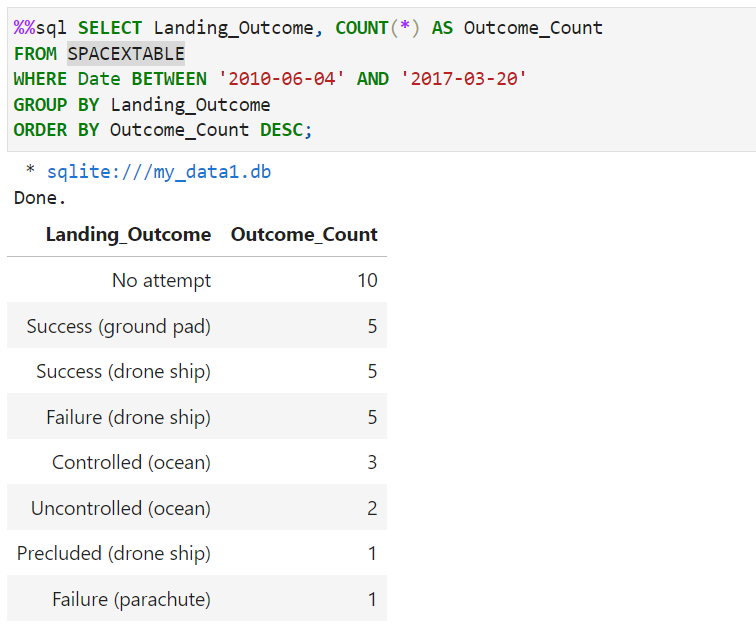 %%sql SELECT Landing_Outcome, COUNT(*) AS Outcome_Count
FROM SPACEXTABLE
WHERE Date BETWEEN '2010-06-04' AND '2017-03-20'
GROUP BY Landing_Outcome
ORDER BY Outcome_Count DESC;
* sqlite:///my_data1.db
Done.
Landing_Outcome Outcome_Count
No attempt 10
Success (ground pad) 5
Success (drone ship) 5
Failure (drone ship) 5
Controlled (ocean) 3
Uncontrolled (ocean) 2
Precluded (drone ship) 1
Failure (parachute) 1